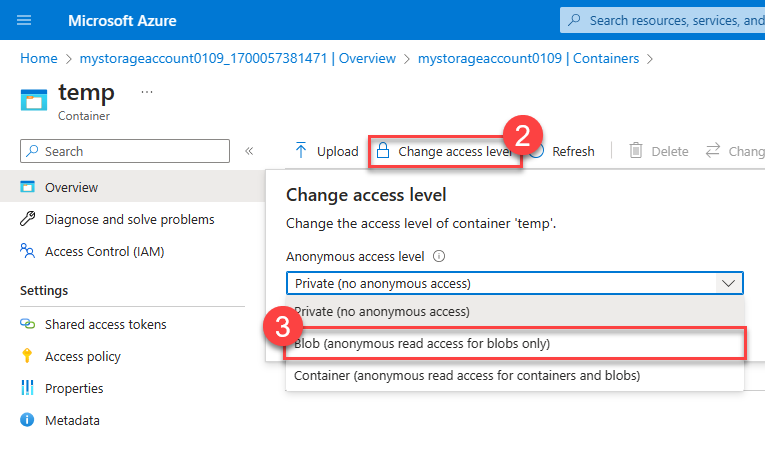 Microsoft Azure
Search resources, services, and
Home > mystorageaccount0109_1700057381471 | Overview > mystorageaccount0109 | Containers >
temp ...
Container
Search
«
Upload
Change access level
2
Refresh
Delete
Chang
Overview
Diagnose and solve problems
Access Control (IAM)
Settings
Shared access tokens
Access policy
Properties
Metadata
Change access level
Change the access level of container 'temp'.
Anonymous access level
Private (no anonymous access)
Private (no anonymous access)
3
Blob (anonymous read access for blobs only)
Container (anonymous read access for containers and blobs)